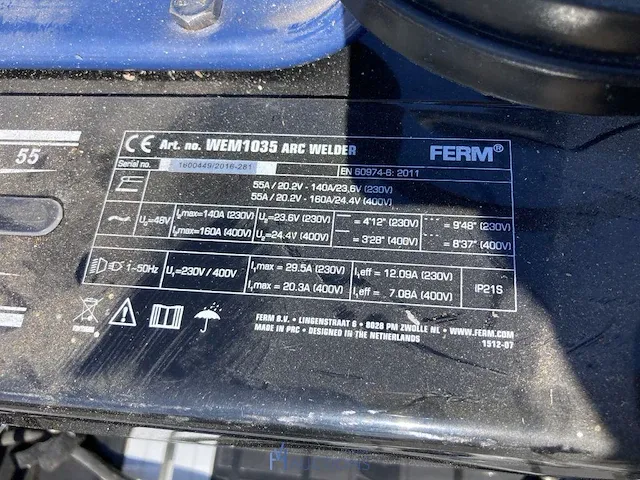 55
CE Art. no. WEM1035 ARC WELDER FERM®
Serial no. 1600449/2016-281 EN 60974-6: 2011
55A / 20.2V - 140A/23,6V (230V)
55A / 20.2V - 160A/24.4V (400V)
U₀=48V I₂max=140A (230V) U₂=23.6V (230V) = 4'12" (230V) = 9'48" (230V)
I₂max=160A (400V) U₂=24.4V (400V) = 3'28" (400V) = 8'37" (400V)
1~50Hz U₁=230V / 400V I₁max = 29.5A (230V) I₁eff = 12.09A (230V) IP21S
I₁max = 20.3A (400V) I₁eff = 7.08A (400V)
FERM B.V. • LINGENSTRAAT 6 • 8028 PM ZWOLLE NL • WWW.FERM.COM
MADE IN PRC • DESIGNED IN THE NETHERLANDS 1512-07